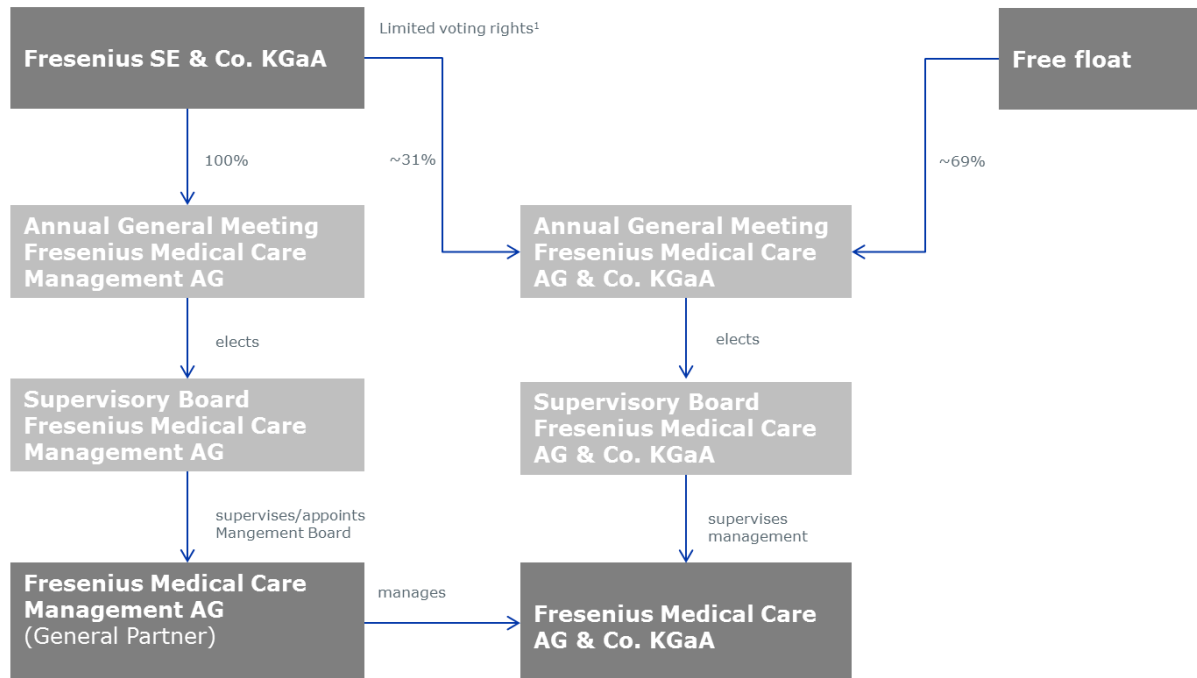 Limited voting rights¹
Fresenius SE & Co. KGaA
Free float
100%
~31%
~69%
Annual General Meeting
Fresenius Medical Care
Management AG
Annual General Meeting
Fresenius Medical Care
AG & Co. KGaA
elects
elects
Supervisory Board
Fresenius Medical Care
Management AG
Supervisory Board
Fresenius Medical Care
AG & Co. KGaA
supervises/appoints
Mangement Board
supervises
management
Fresenius Medical Care
Management AG
(General Partner)
manages
Fresenius Medical Care
AG & Co. KGaA